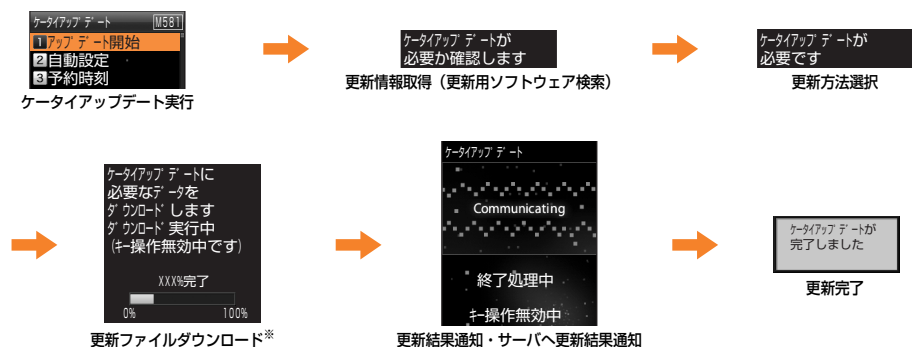 ケータイアップデート M581
1アップデート開始
2自動設定
3予約時刻
ケータイアップデート実行
ケータイアップデートが
必要か確認します
更新情報取得（更新用ソフトウェア検索）
ケータイアップデートが
必要です
更新方法選択
ケータイアップデートに
必要なデータを
ダウンロードします
ダウンロード実行中
(キー操作無効中です)
XXX%完了
0% 100%
更新ファイルダウンロード※
ケータイアップデート
Communicating
終了処理中
キー操作無効中
更新結果通知・サーバへ更新結果通知
ケータイアップデートが
完了しました
更新完了